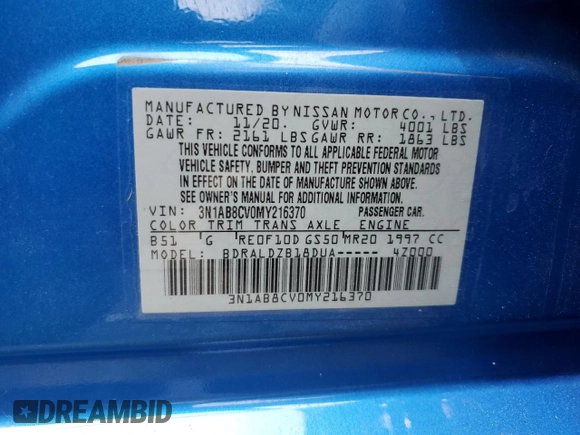 MANUFACTURED BY NISSAN MOTOR CO., LTD.
DATE: 11/20. GVWR: 4001 LBS
GAWR FR: 2161 LBS GAWR RR: 1863 LBS
THIS VEHICLE CONFORMS TO ALL APPLICABLE FEDERAL MOTOR
VEHICLE SAFETY, BUMPER AND THEFT PREVENTION STANDARDS
IN EFFECT ON THE DATE OF MANUFACTURE SHOWN ABOVE.
SEE OWNER'S MANUAL FOR ADDITIONAL INFORMATION.
VIN: 3N1AB8CV0MY216370 PASSENGER CAR.
COLOR TRIM TRANS AXLE ENGINE
B51 G RE0F10D GS50 MR20 1997 CC
MODEL: BDRALDZB18DUA----- 4Z000
3N1AB8CV0MY216370
DREAMBID